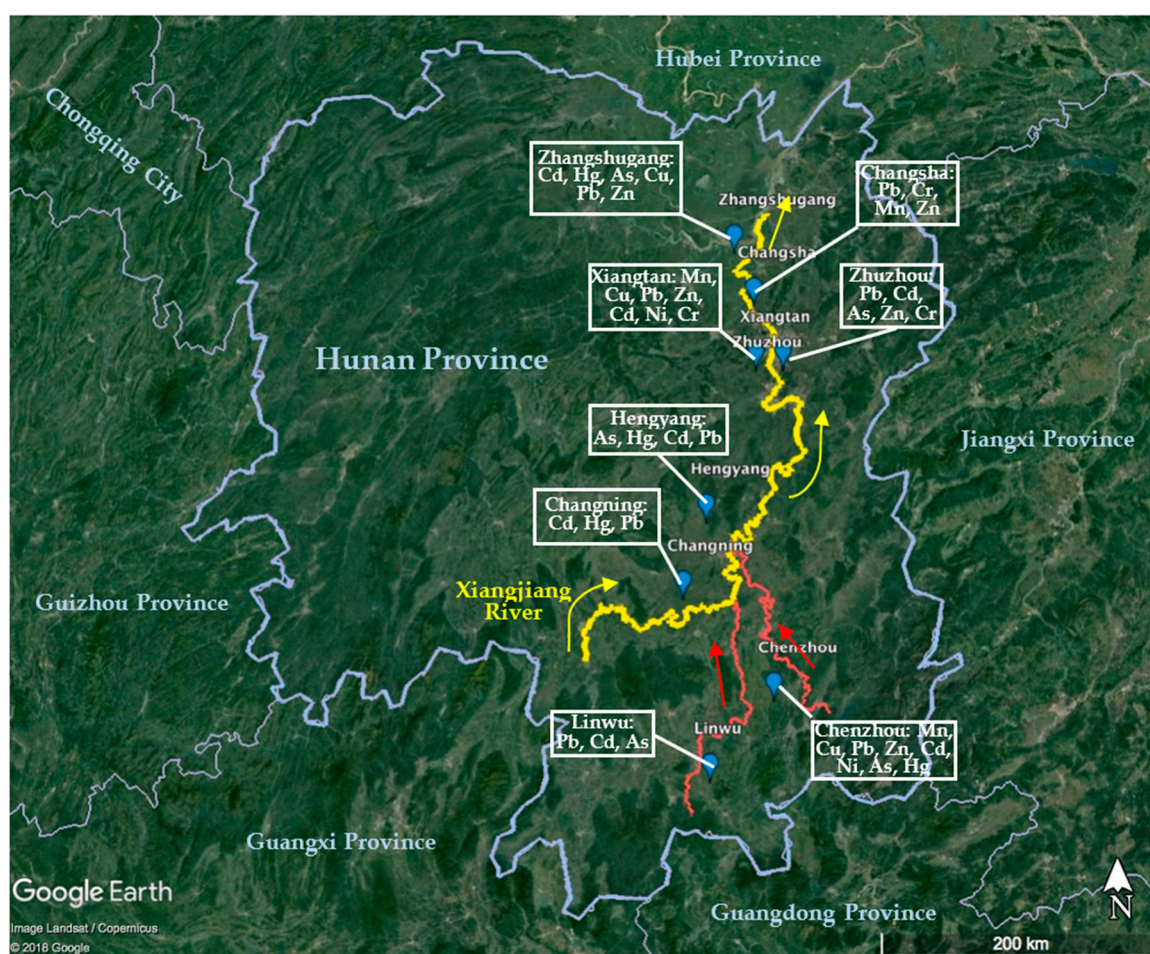 Hubei Province
Chongqing City
Zhangshugang:
Cd, Hg, As, Cu,
Pb, Zn
Changsha:
Pb, Cr,
Mn, Zn
Zhangshugang
Changsha
Xiangtan: Mn,
Cu, Pb, Zn,
Cd, Ni, Cr
Zhuzhou:
Pb, Cd,
As, Zn, Cr
Xiangtan
Zhuzhou
Hunan Province
Hengyang:
As, Hg, Cd, Pb
Jiangxi Province
Hengyang
Changning:
Cd, Hg, Pb
Changning
Xiangjiang
River
Guizhou Province
Chenzhou
Linwu:
Pb, Cd, As
Linwu
Chenzhou: Mn,
Cu, Pb, Zn, Cd,
Ni, As, Hg
Guangxi Province
Google Earth
Image Landsat / Copernicus
© 2018 Google
Guangdong Province
N
200 km